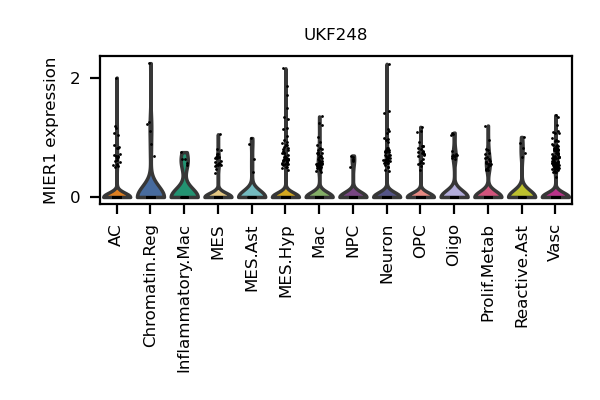 UKF248
MIER1 expression
2
0
AC
Chromatin.Reg
Inflammatory.Mac
MES
MES.Ast
MES.Hyp
Mac
NPC
Neuron
OPC
Oligo
Prolif.Metab
Reactive.Ast
Vasc